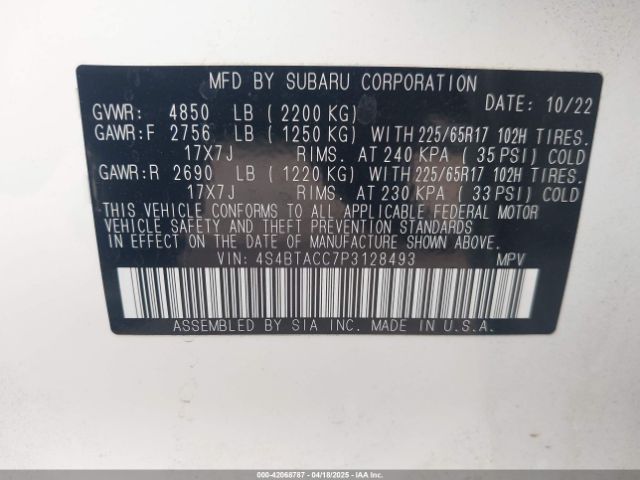 MFD BY SUBARU CORPORATION
DATE: 10/22
GVWR: 4850 LB ( 2200 KG )
GAWR: F 2756 LB ( 1250 KG ) WITH 225/65R17 102H TIRES.
17X7J RIMS. AT 240 KPA ( 35 PSI ) COLD
GAWR: R 2690 LB ( 1220 KG ) WITH 225/65R17 102H TIRES.
17X7J RIMS. AT 230 KPA ( 33 PSI ) COLD
THIS VEHICLE CONFORMS TO ALL APPLICABLE FEDERAL MOTOR
VEHICLE SAFETY AND THEFT PREVENTION STANDARDS
IN EFFECT ON THE DATE OF MANUFACTURE SHOWN ABOVE.
VIN: 4S4BTACC7P3128493 MPV
ASSEMBLED BY SIA INC. MADE IN U.S.A.
000-42068787 - 04/18/2025 - IAAI.COM